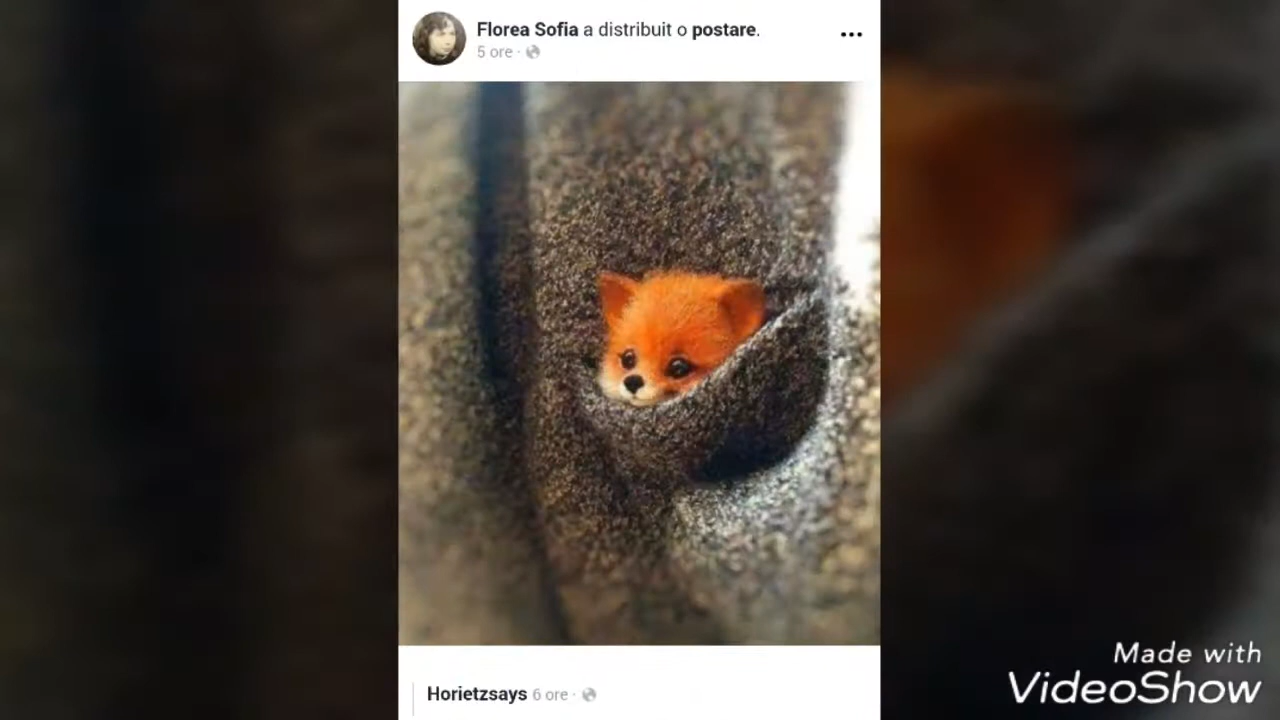 Florea Sofia a distribuit o postare.
5 ore ·
Horietzsays 6 ore ·
Made with
VideoShow